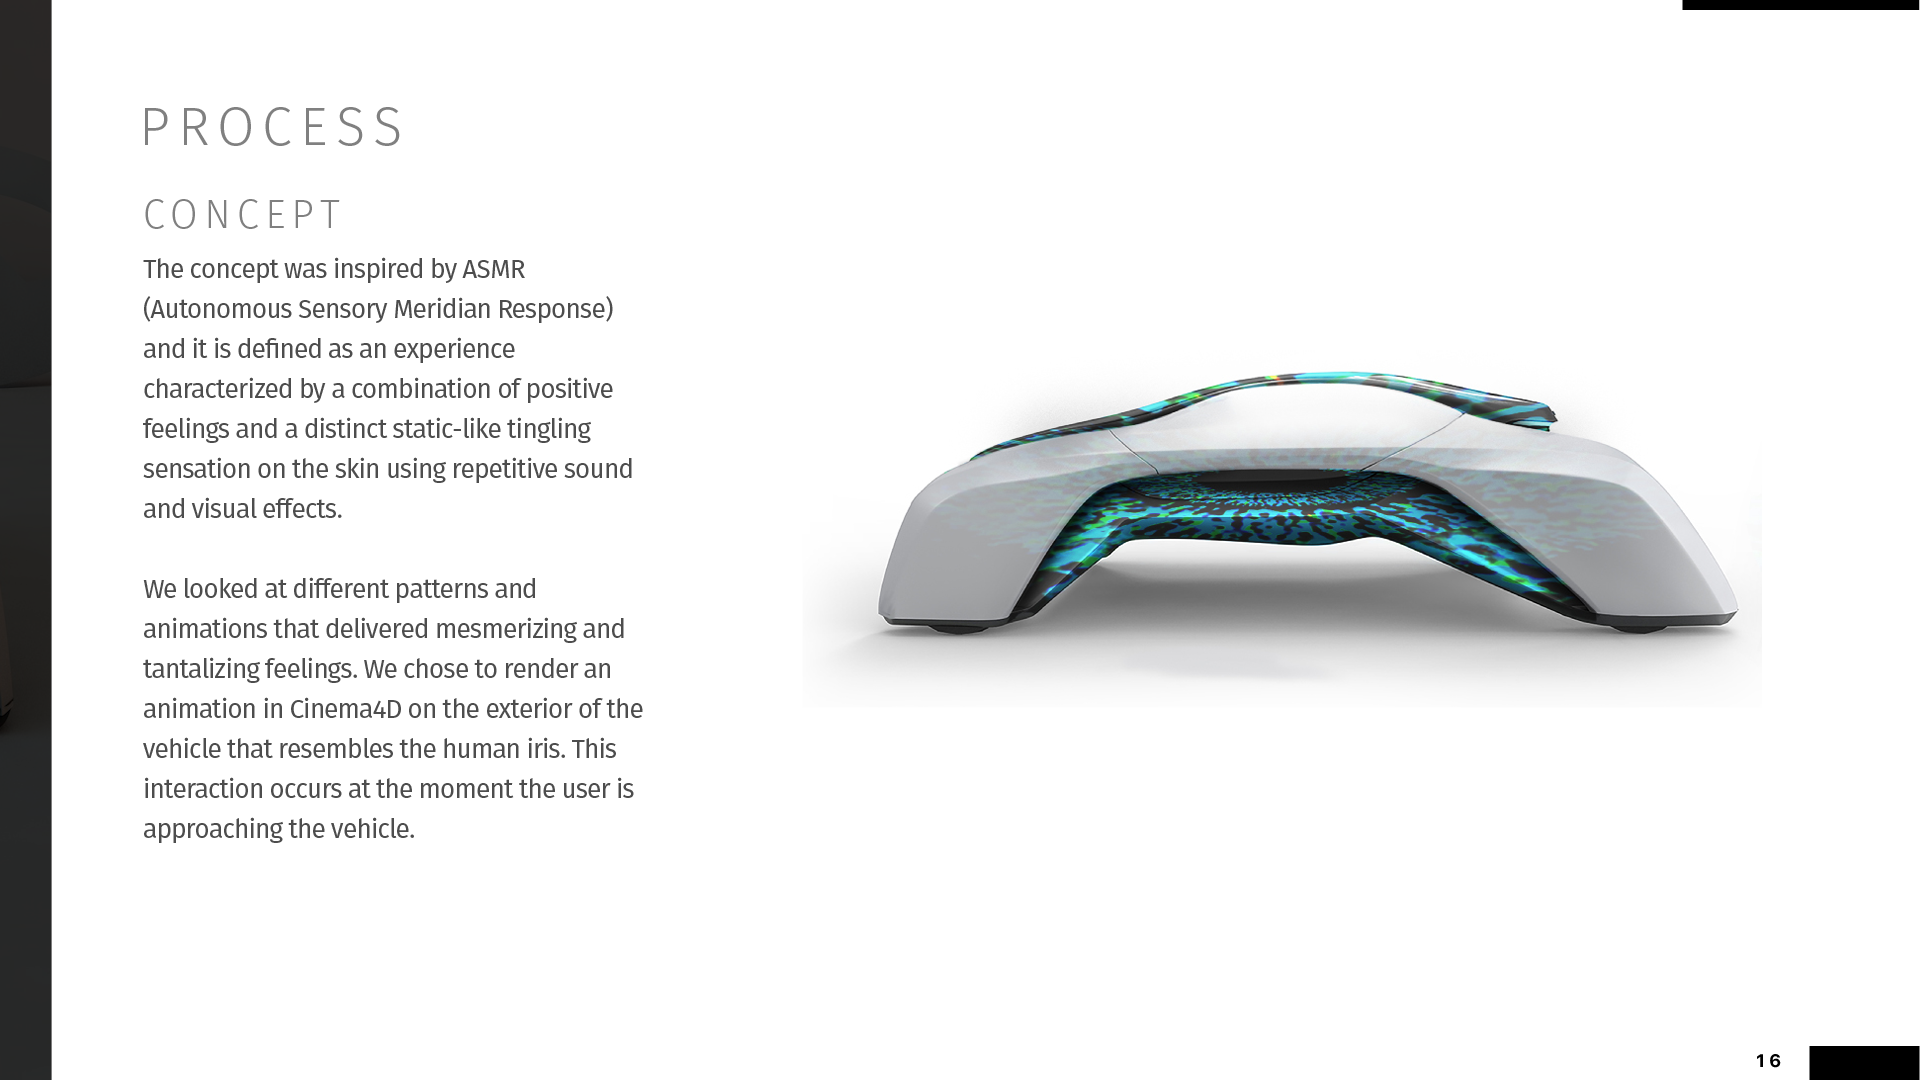 PROCESS
CONCEPT
The concept was inspired by ASMR
(Autonomous Sensory Meridian Response)
and it is defined as an experience
characterized by a combination of positive
feelings and a distinct static-like tingling
sensation on the skin using repetitive sound
and visual effects.
We looked at different patterns and
animations that delivered mesmerizing and
tantalizing feelings. We chose to render an
animation in Cinema4D on the exterior of the
vehicle that resembles the human iris. This
interaction occurs at the moment the user is
approaching the vehicle.
16